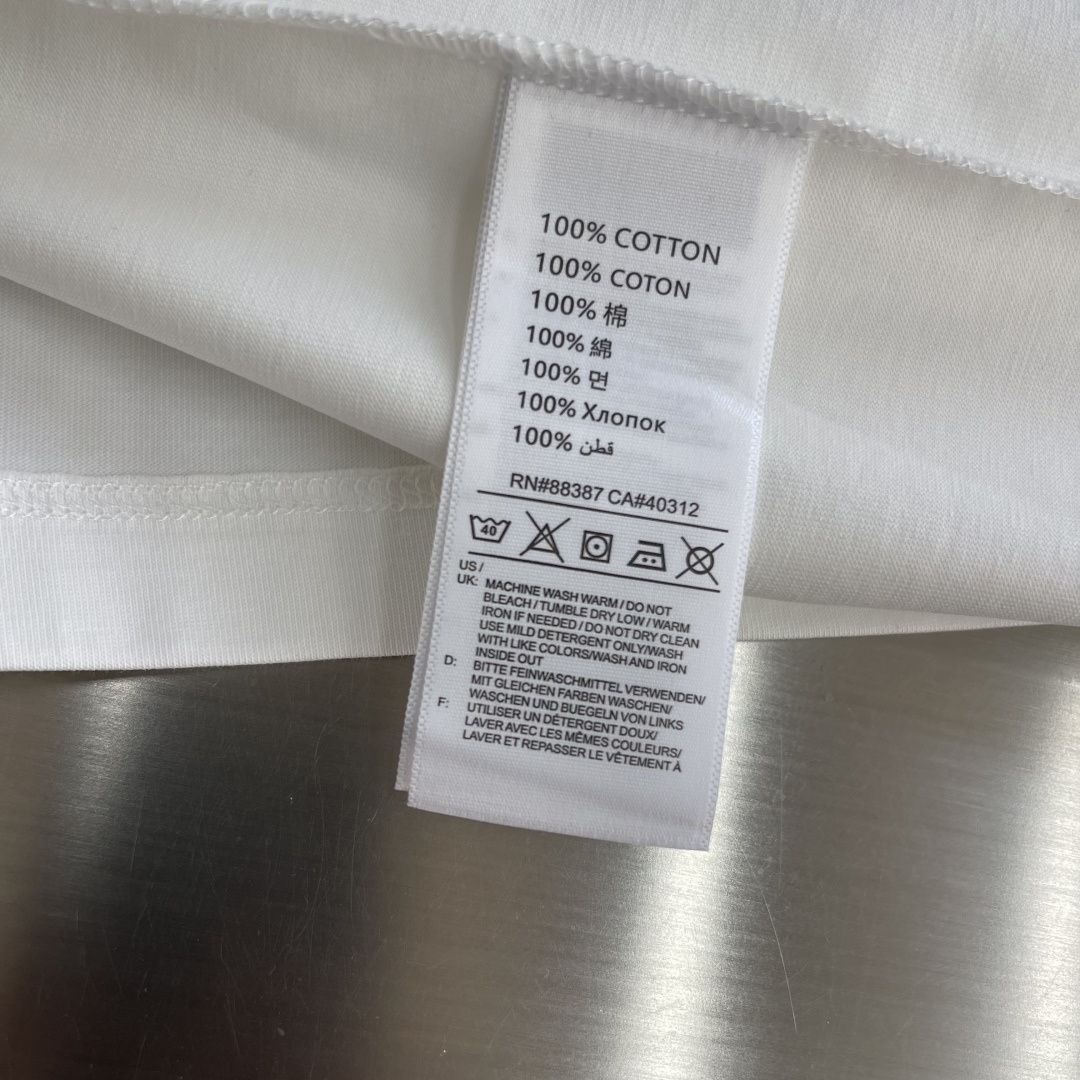 100% COTTON
100% COTON
100% 棉
100% 綿
100% 면
100% Хлопок
100% قطن
RN#88387 CA#40312
40
US /
UK: MACHINE WASH WARM / DO NOT
BLEACH / TUMBLE DRY LOW / WARM
IRON IF NEEDED / DO NOT DRY CLEAN
USE MILD DETERGENT ONLY/WASH
WITH LIKE COLORS/WASH AND IRON
INSIDE OUT
D: BITTE FEINWASCHMITTEL VERWENDEN/
MIT GLEICHEN FARBEN WASCHEN/
WASCHEN UND BUEGELN VON LINKS
F: UTILISER UN DÉTERGENT DOUX/
LAVER AVEC LES MÊMES COULEURS/
LAVER ET REPASSER LE VÊTEMENT À